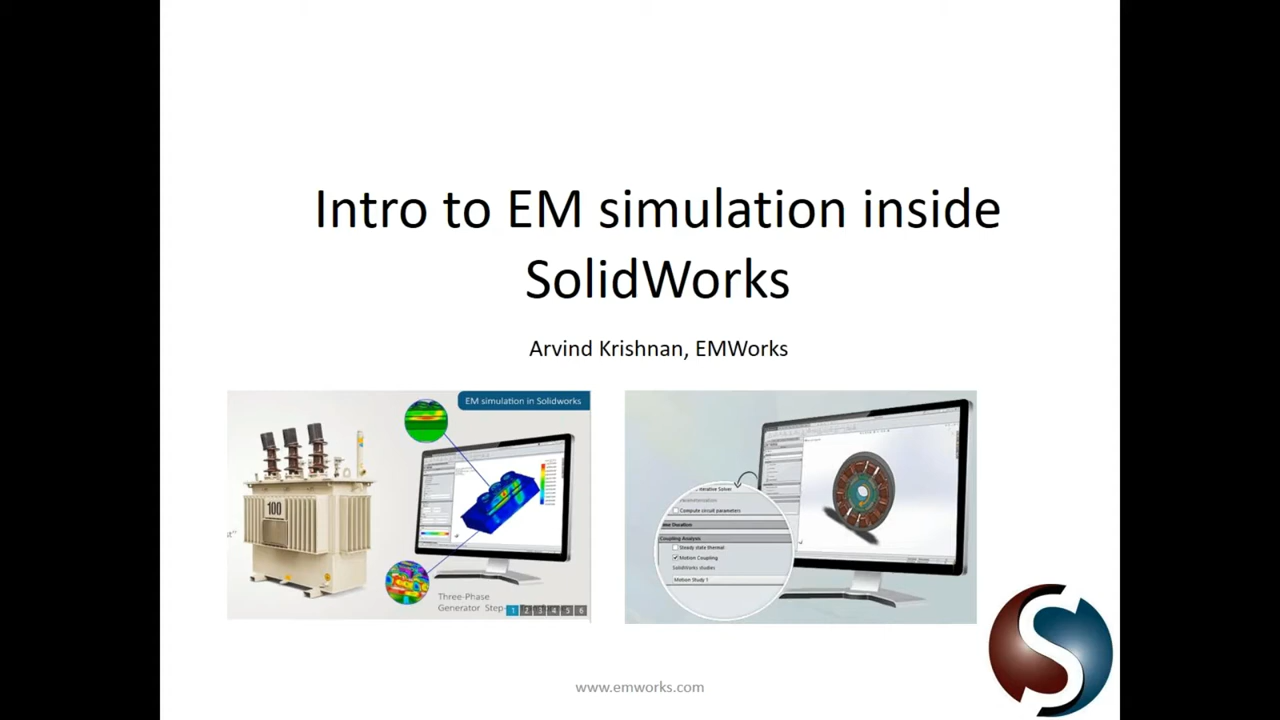 Intro to EM simulation inside
SolidWorks
Arvind Krishnan, EMWorks
EM simulation in Solidworks
100
Three-Phase
Generator Step-
1 2 3 4 5 6
Iterative Solver
Compute circuit parameters
Coupling Analysis
Steady state thermal
Motion Coupling
SolidWorks studies
Motion Study 1
www.emworks.com
S